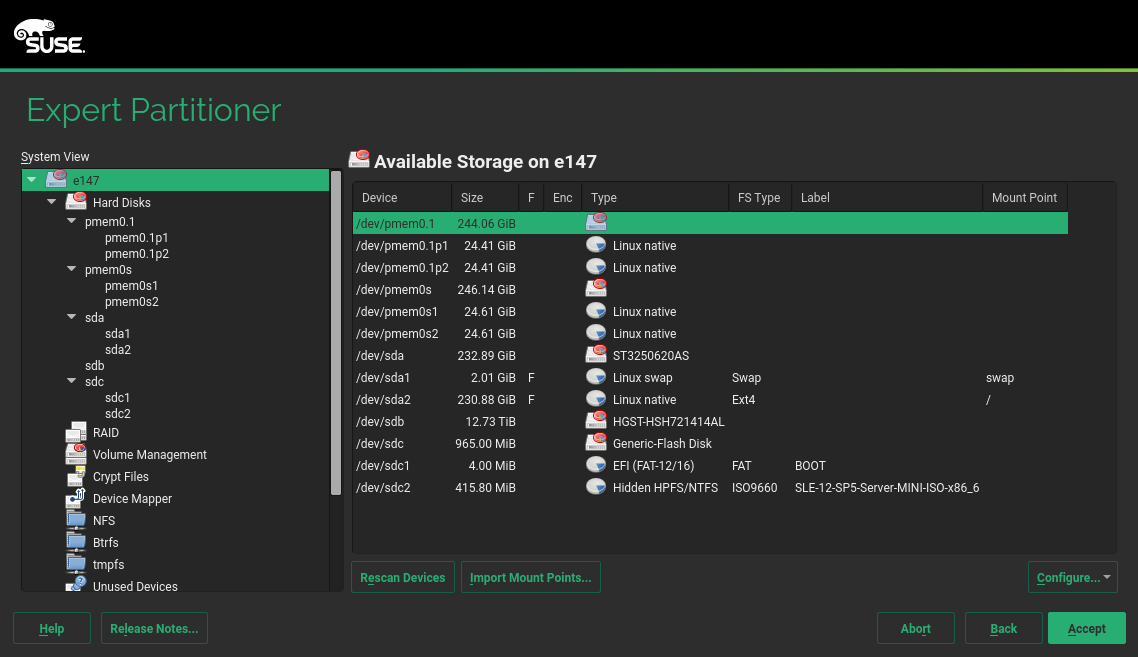 SUSE.
Expert Partitioner
System View
e147
Hard Disks
pmem0.1
pmem0.1p1
pmem0.1p2
pmem0s
pmem0s1
pmem0s2
sda
sda1
sda2
sdb
sdc
sdc1
sdc2
RAID
Volume Management
Crypt Files
Device Mapper
NFS
Btrfs
tmpfs
Unused Devices
Available Storage on e147
Device Size F Enc Type FS Type Label Mount Point
/dev/pmem0.1 244.06 GiB
/dev/pmem0.1p1 24.41 GiB Linux native
/dev/pmem0.1p2 24.41 GiB Linux native
/dev/pmem0s 246.14 GiB
/dev/pmem0s1 24.61 GiB Linux native
/dev/pmem0s2 24.61 GiB Linux native
/dev/sda 232.89 GiB ST3250620AS
/dev/sda1 2.01 GiB F Linux swap Swap swap
/dev/sda2 230.88 GiB F Linux native Ext4 /
/dev/sdb 12.73 TiB HGST-HSH721414AL
/dev/sdc 965.00 MiB Generic-Flash Disk
/dev/sdc1 4.00 MiB EFI (FAT-12/16) FAT BOOT
/dev/sdc2 415.80 MiB Hidden HPFS/NTFS ISO9660 SLE-12-SP5-Server-MINI-ISO-x86_6
Rescan Devices Import Mount Points... Configure...
Help Release Notes... Abort Back Accept